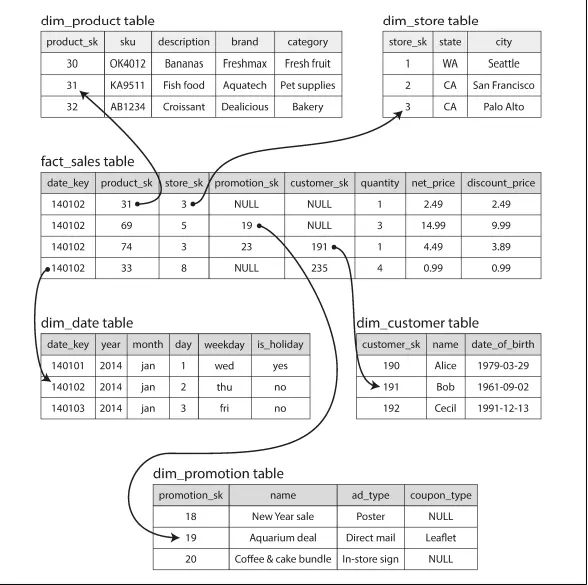 dim_product table
product_sk sku description brand category
30 OK4012 Bananas Freshmax Fresh fruit
31 KA9511 Fish food Aquatech Pet supplies
32 AB1234 Croissant Dealicious Bakery
dim_store table
store_sk state city
1 WA Seattle
2 CA San Francisco
3 CA Palo Alto
fact_sales table
date_key product_sk store_sk promotion_sk customer_sk quantity net_price discount_price
140102 31 3 NULL NULL 1 2.49 2.49
140102 69 5 19 NULL 3 14.99 9.99
140102 74 3 23 191 1 4.49 3.89
140102 33 8 NULL 235 4 0.99 0.99
dim_date table
date_key year month day weekday is_holiday
140101 2014 jan 1 wed yes
140102 2014 jan 2 thu no
140103 2014 jan 3 fri no
dim_customer table
customer_sk name date_of_birth
190 Alice 1979-03-29
191 Bob 1961-09-02
192 Cecil 1991-12-13
dim_promotion table
promotion_sk name ad_type coupon_type
18 New Year sale Poster NULL
19 Aquarium deal Direct mail Leaflet
20 Coffee & cake bundle In-store sign NULL